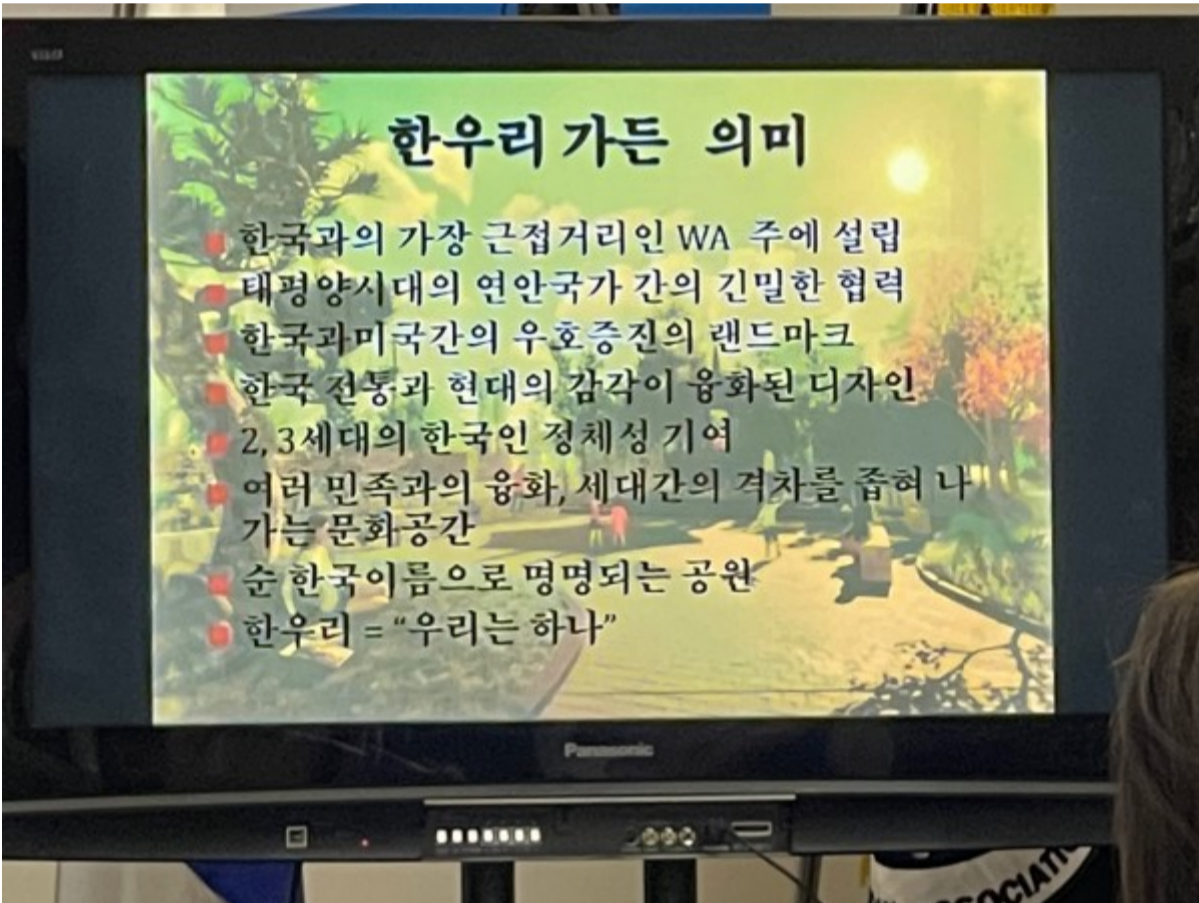 VIERA
한우리 가든 의미
한국과의 가장 근접거리인 WA 주에 설립
태평양시대의 연안국가 간의 긴밀한 협력
한국과미국간의 우호증진의 랜드마크
한국 전통과 현대의 감각이 융화된 디자인
2, 3세대의 한국인 정체성 기여
여러 민족과의 융화, 세대간의 격차를 좁혀 나
가는 문화공간
순 한국이름으로 명명되는 공원
한우리 = “우리는 하나”
Panasonic